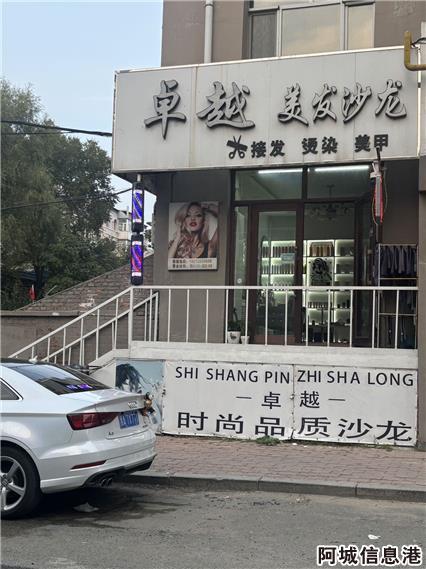 卓越 美发沙龙
接发 烫染 美甲
SHI SHANG PIN ZHI SHA LONG
卓越
时尚品质沙龙
阿城信息港